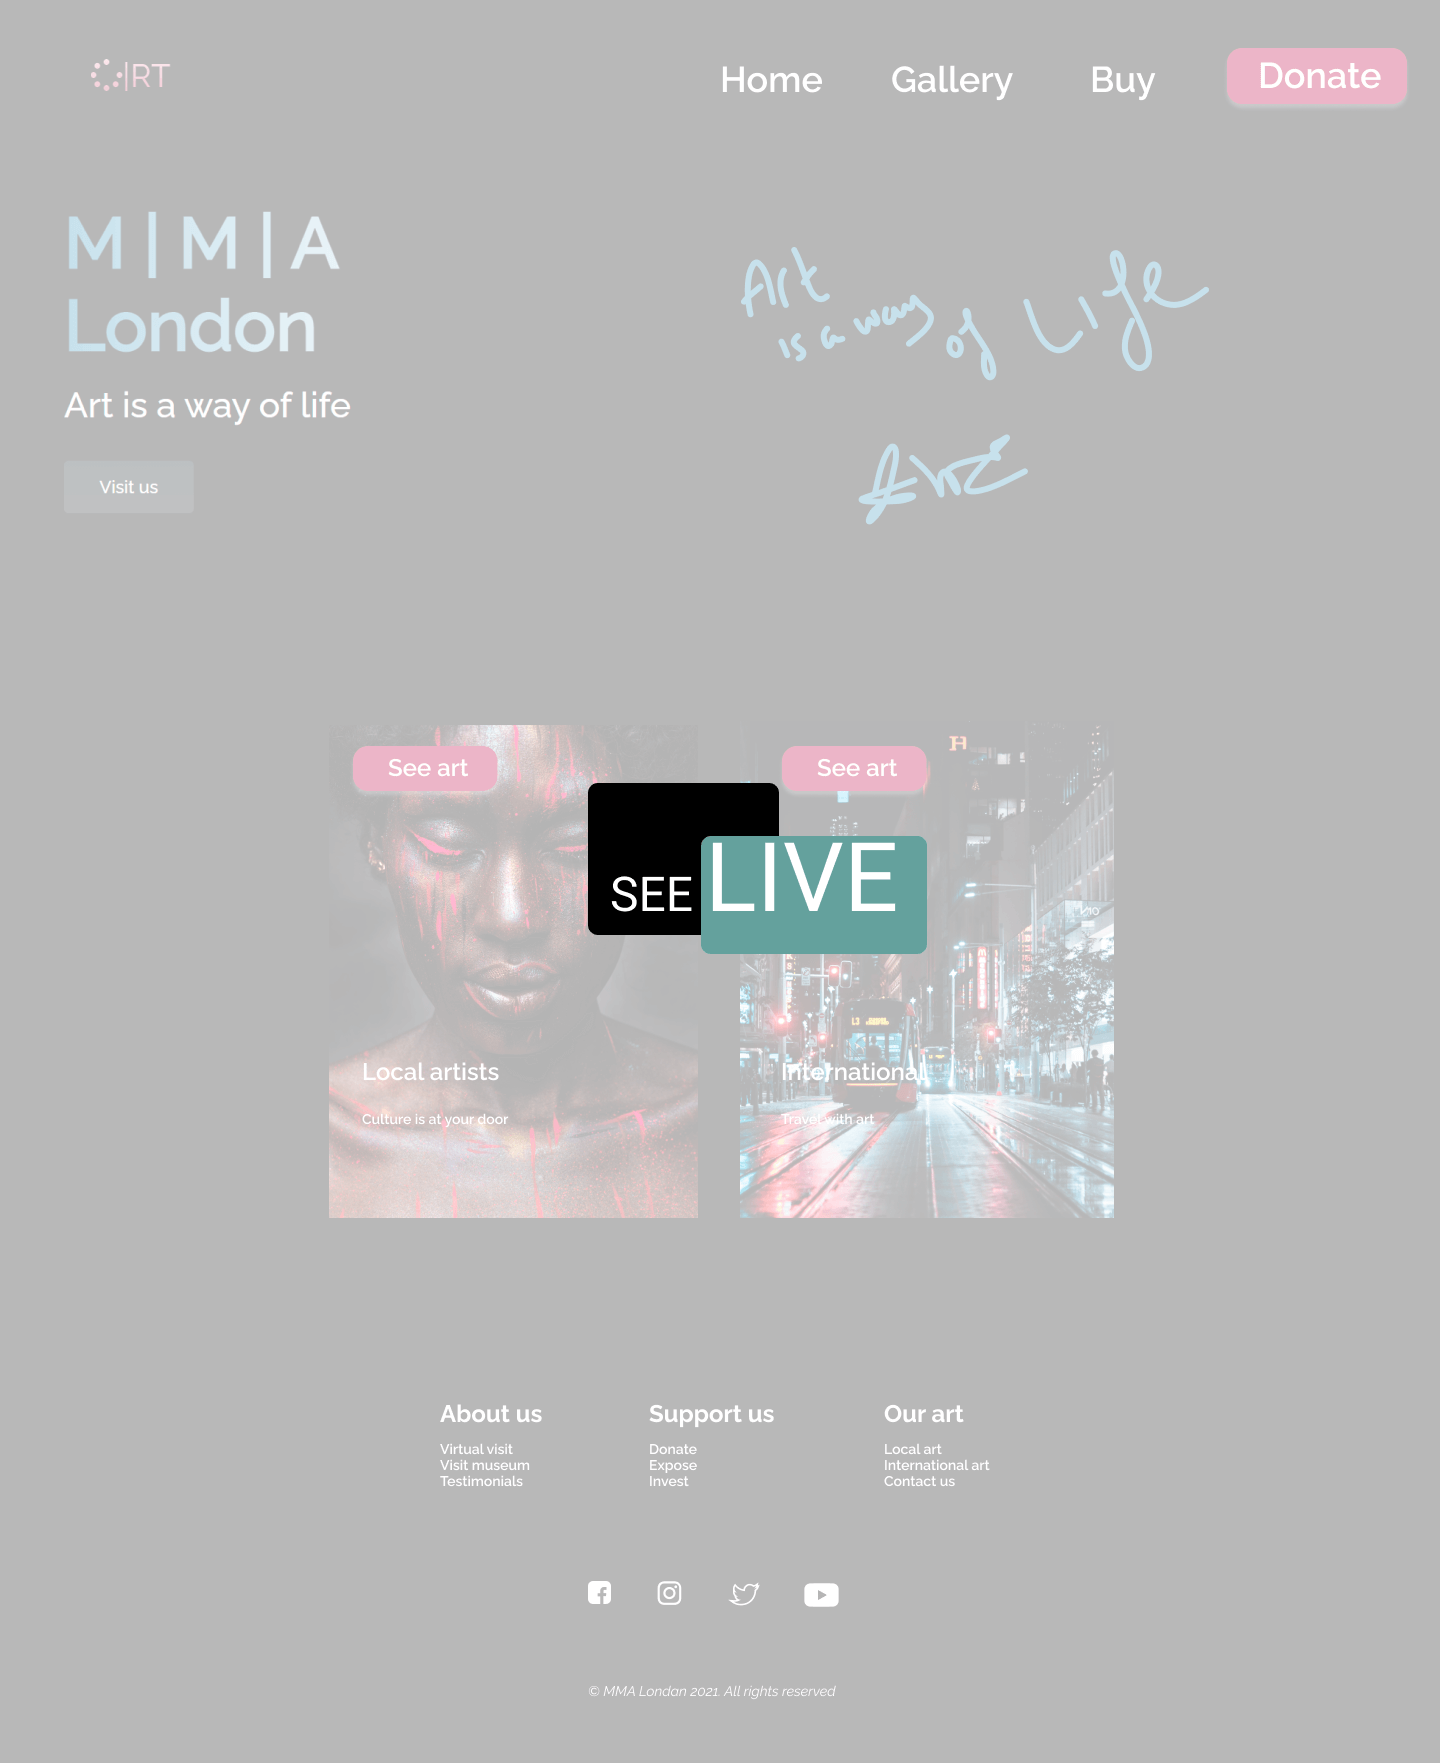 RT
Home Gallery Buy Donate
M | M | A
London
Art is a way of life
Visit us
Art
is a way of Life
Art
See art
See art
SEE LIVE
Local artists
Culture is at your door
International
Travel with art
About us
Virtual visit
Visit museum
Testimonials
Support us
Donate
Expose
Invest
Our art
Local art
International art
Contact us
© MMA Londan 2021. All rights reserved